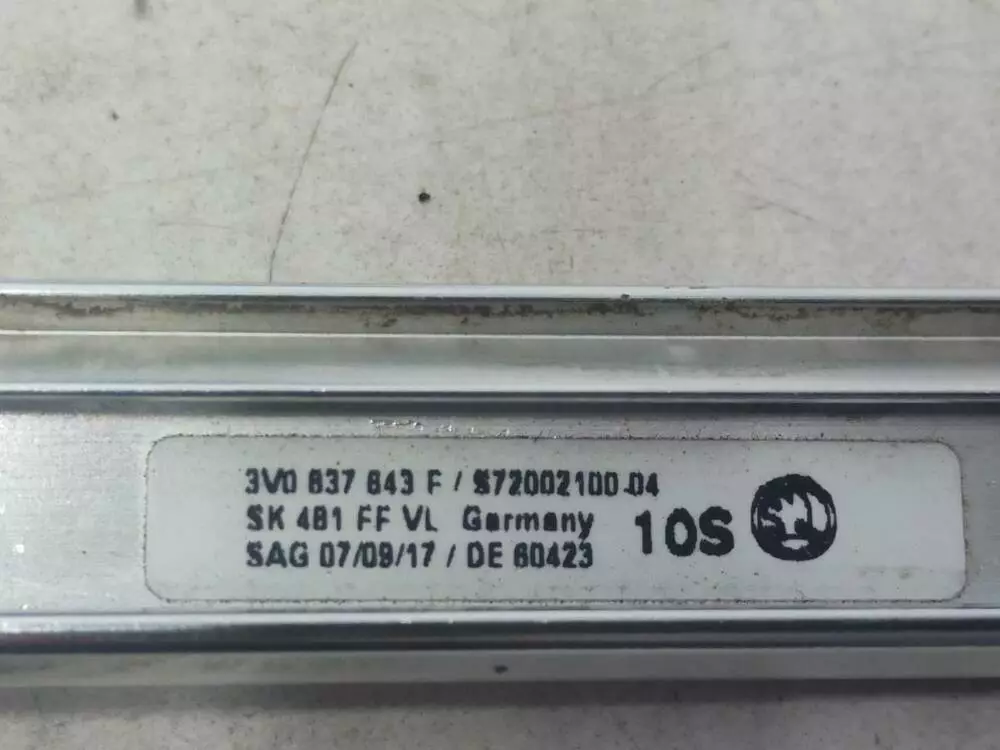 3V0 837 843 F / S72002100-04
SK 481 FF VL Germany
SAG 07/09/17 / DE 60423
10S